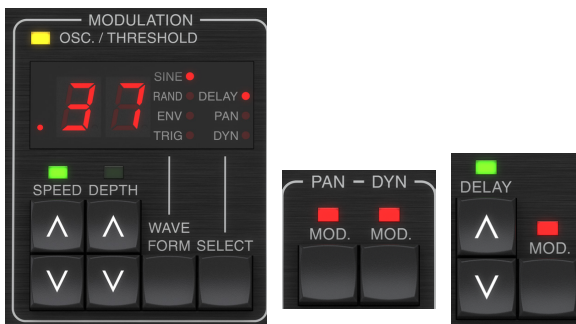 MODULATION
OSC. / THRESHOLD
.37
SINE
RAND DELAY
ENV PAN
TRIG DYN
SPEED DEPTH
WAVE
FORM SELECT
PAN – DYN
MOD. MOD.
DELAY
MOD.